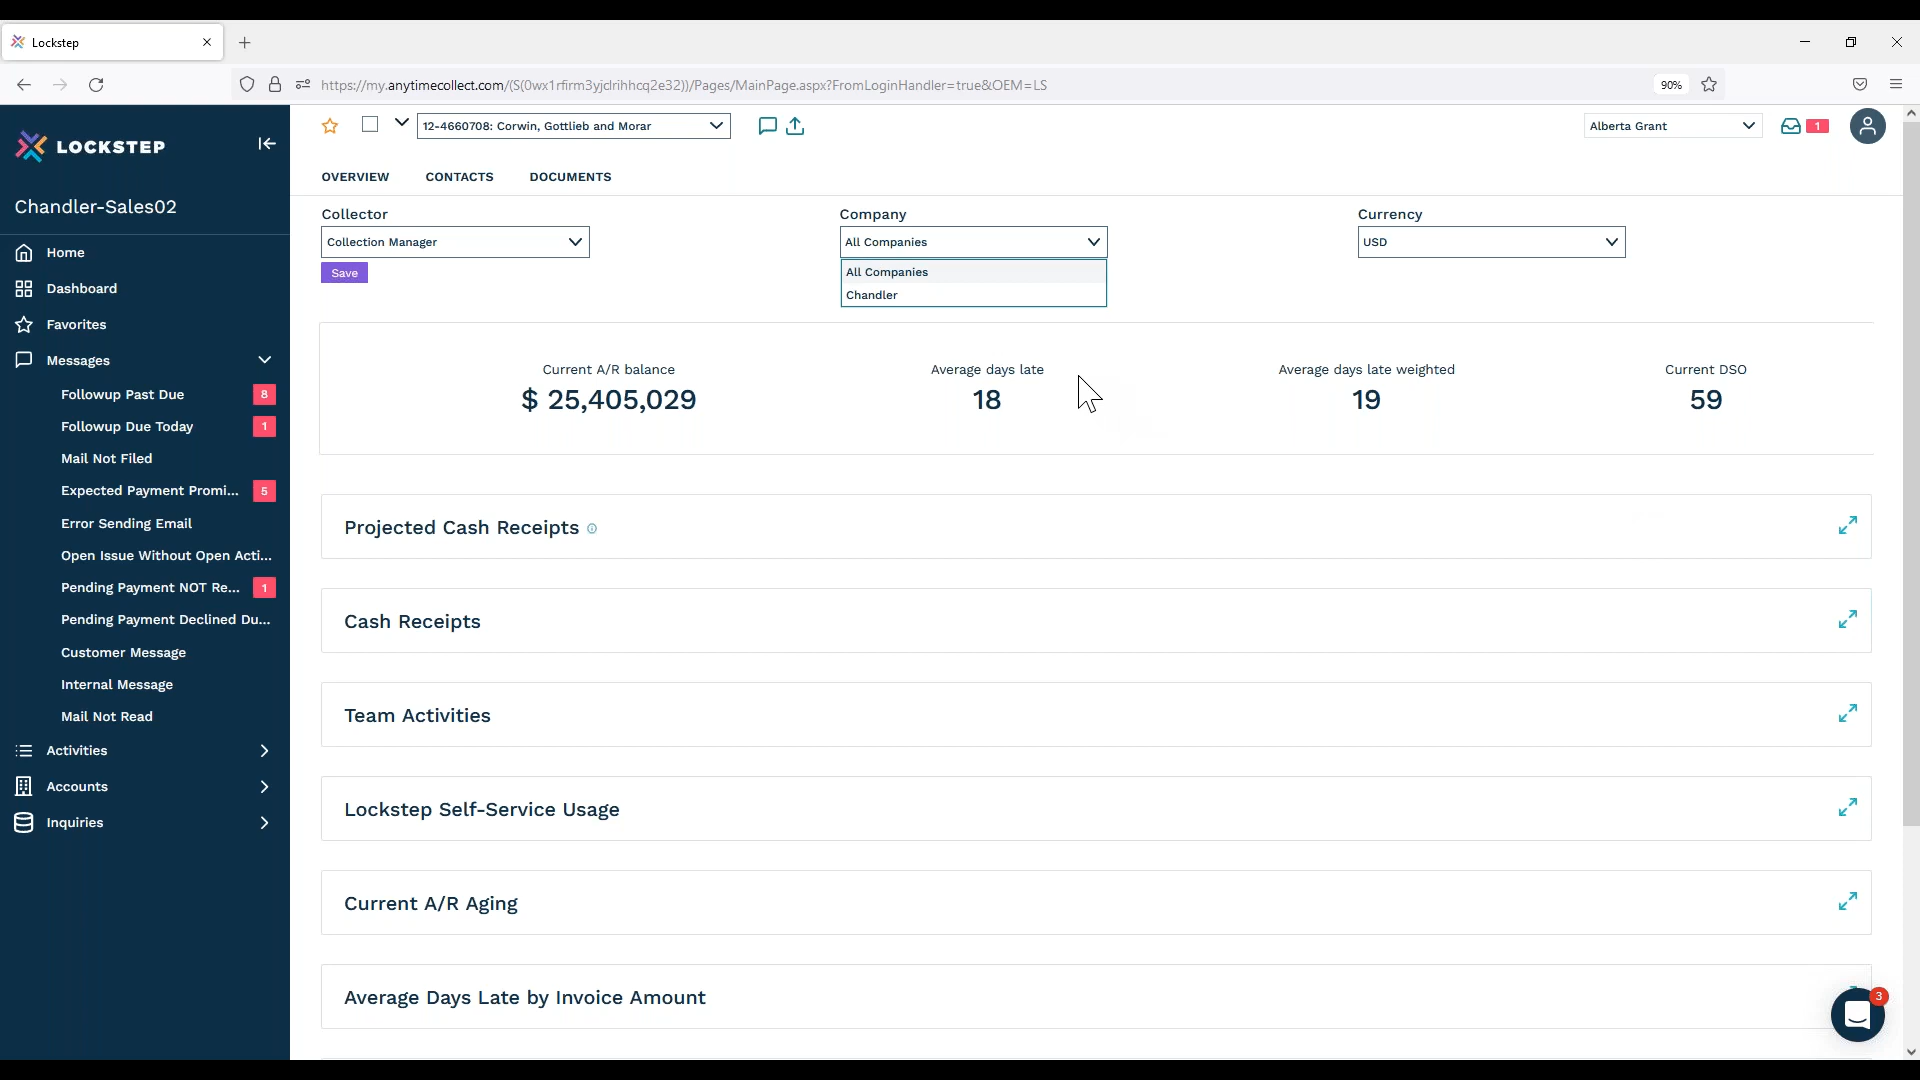 Lockstep
https://my.anytimecollect.com/(S(0wx1rfirm3yjclrihhcq2e32))/Pages/MainPage.aspx?FromLoginHandler=true&OEM=LS
90%
LOCKSTEP
12-4660708: Corwin, Gottlieb and Morar
Alberta Grant
1
OVERVIEW
CONTACTS
DOCUMENTS
Chandler-Sales02
Home
Dashboard
Favorites
Messages
Followup Past Due
8
Followup Due Today
1
Mail Not Filed
Expected Payment Promi...
5
Error Sending Email
Open Issue Without Open Acti...
Pending Payment NOT Re...
1
Pending Payment Declined Du...
Customer Message
Internal Message
Mail Not Read
Activities
Accounts
Inquiries
Collector
Collection Manager
Save
Company
All Companies
All Companies
Chandler
Currency
USD
Current A/R balance
$ 25,405,029
Average days late
18
Average days late weighted
19
Current DSO
59
Projected Cash Receipts
Cash Receipts
Team Activities
Lockstep Self-Service Usage
Current A/R Aging
Average Days Late by Invoice Amount
3